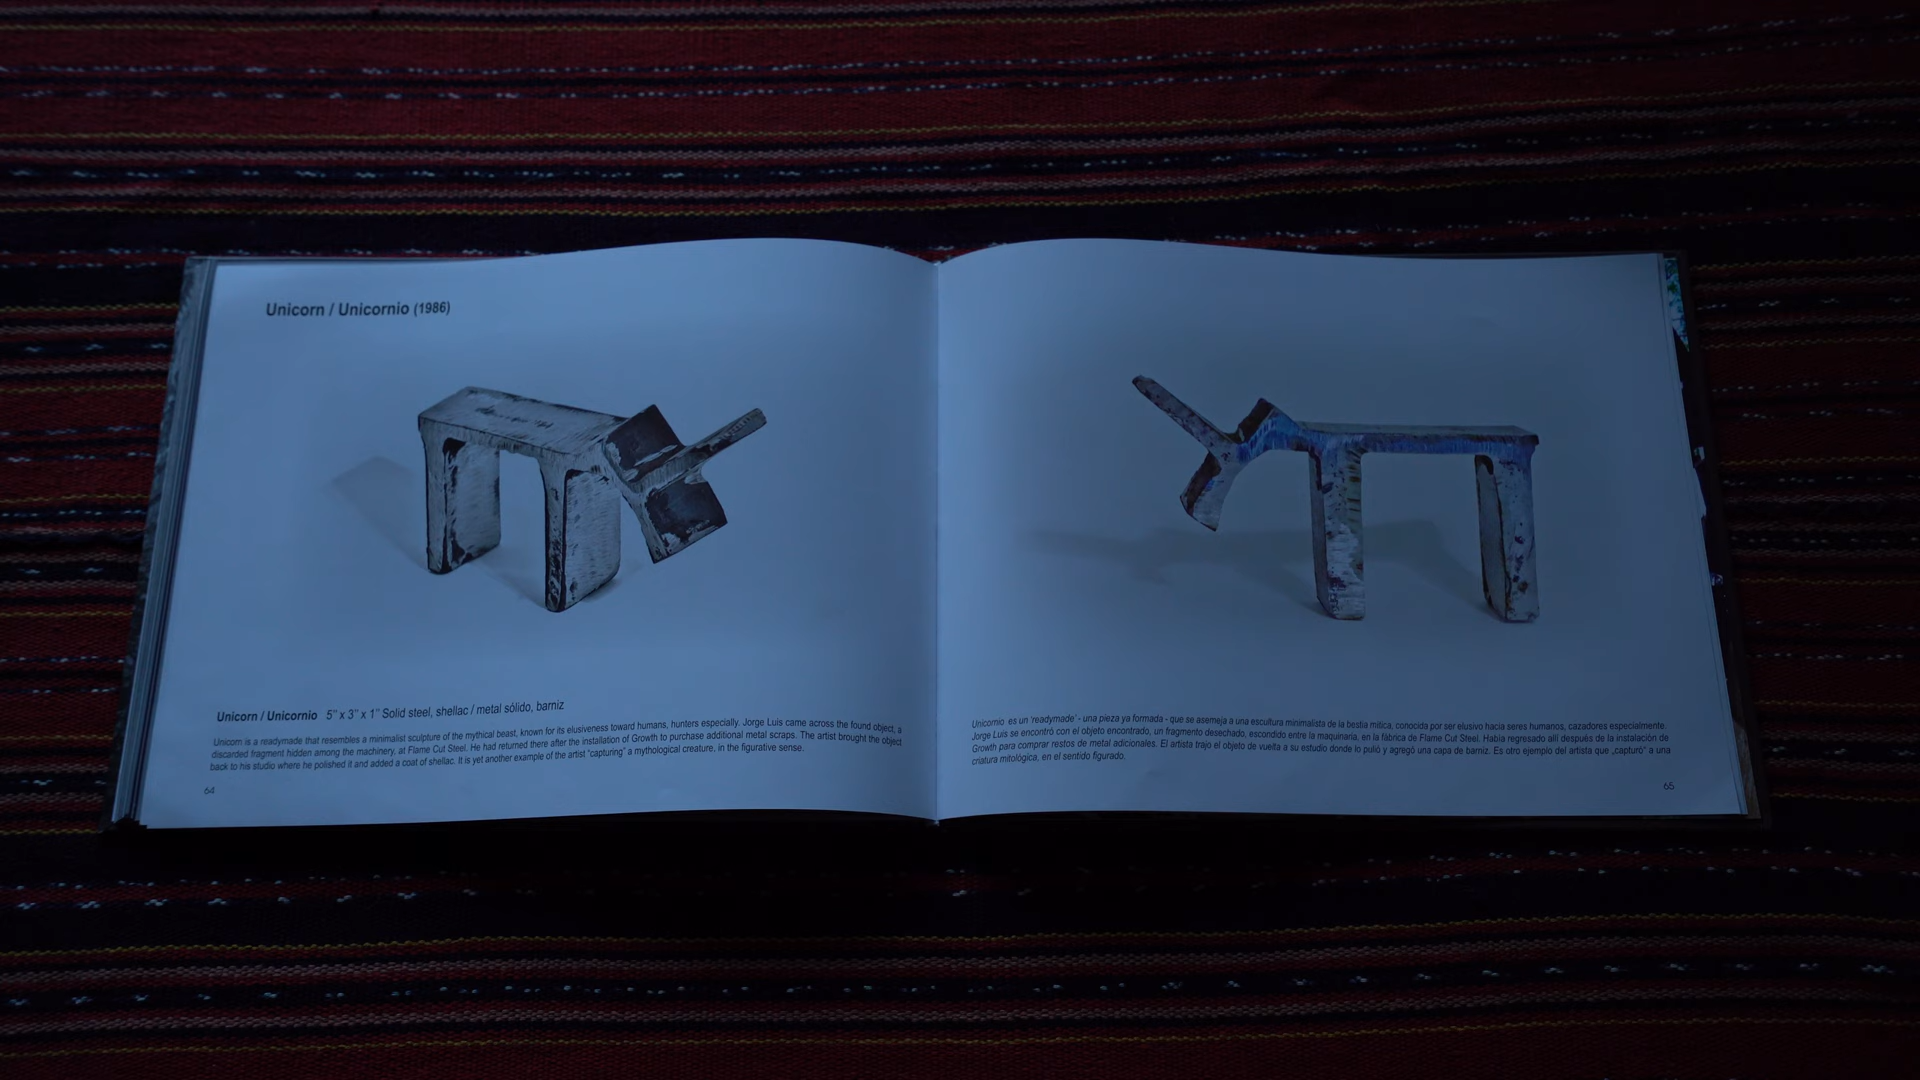 Unicorn / Unicornio (1986)
Unicorn / Unicornio 5’’ x 3’’ x 1’’ Solid steel, shellac / metal sólido, barniz
Unicorn is a readymade that resembles a minimalist sculpture of the mythical beast, known for its elusiveness toward humans, hunters especially. Jorge Luis came across the found object, a
discarded fragment hidden among the machinery, at Flame Cut Steel. He had returned there after the installation of Growth to purchase additional metal scraps. The artist brought the object
back to his studio where he polished it and added a coat of shellac. It is yet another example of the artist “capturing” a mythological creature, in the figurative sense.
64
Unicornio es un 'readymade' - una pieza ya formada - que se asemeja a una escultura minimalista de la bestia mítica, conocida por ser elusivo hacia seres humanos, cazadores especialmente.
Jorge Luis se encontró con el objeto encontrado, un fragmento desechado, escondido entre la maquinaria, en la fábrica de Flame Cut Steel. Había regresado allí después de la instalación de
Growth para comprar restos de metal adicionales. El artista trajo el objeto de vuelta a su estudio donde lo pulió y agregó una capa de barniz. Es otro ejemplo del artista que „capturó” a una
criatura mitológica, en el sentido figurado.
65